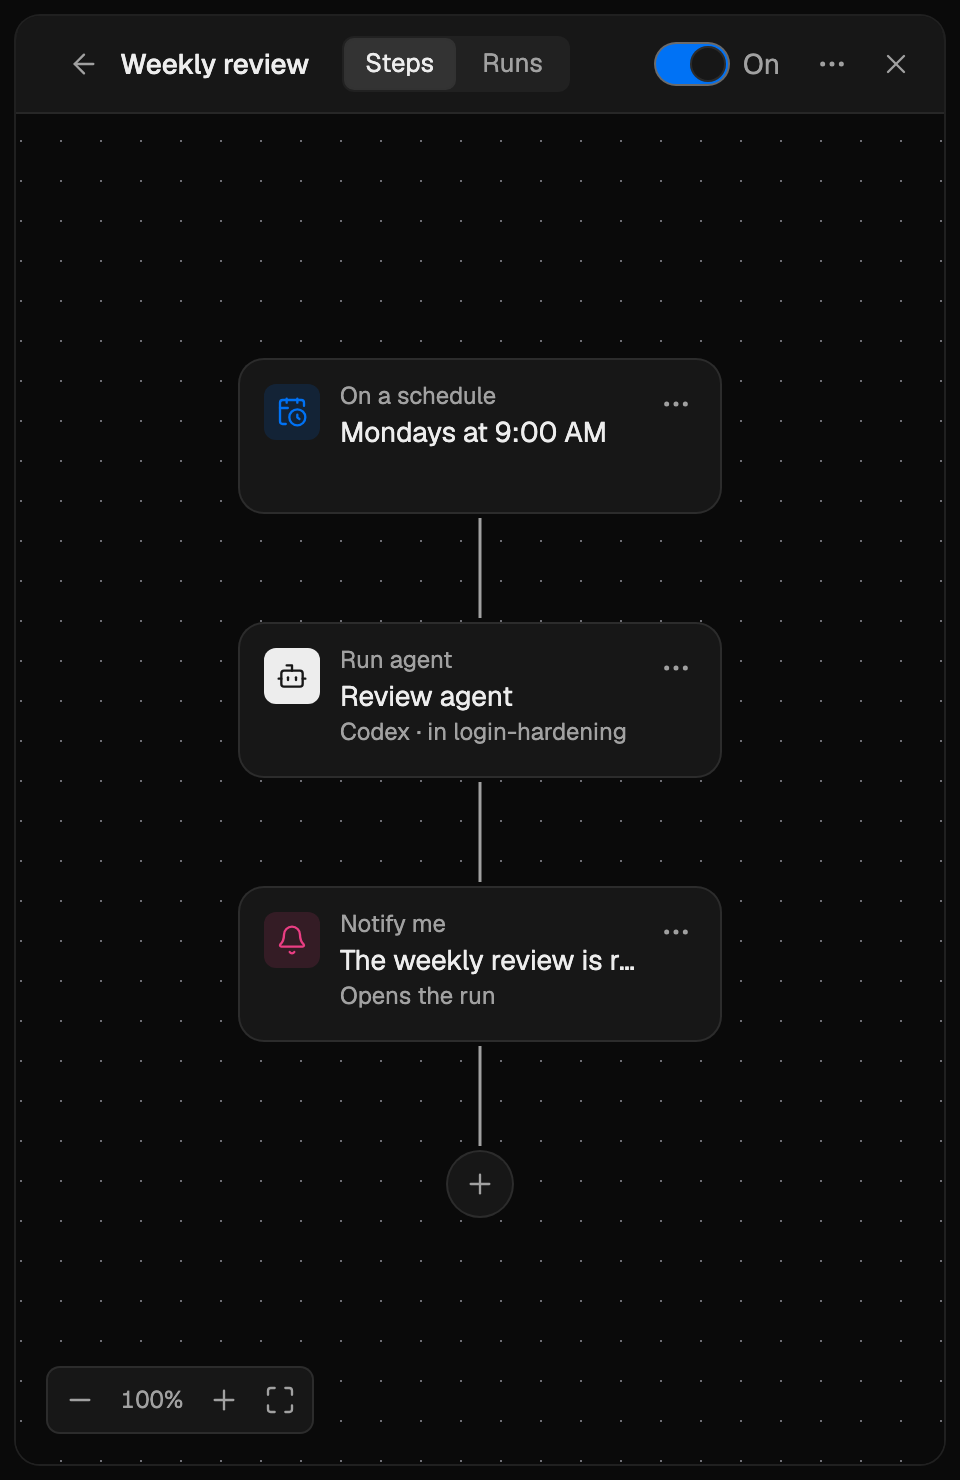 Weekly review
Steps
Runs
On
On a schedule
Mondays at 9:00 AM
Run agent
Review agent
Codex · in login-hardening
Notify me
The weekly review is r…
Opens the run
100%